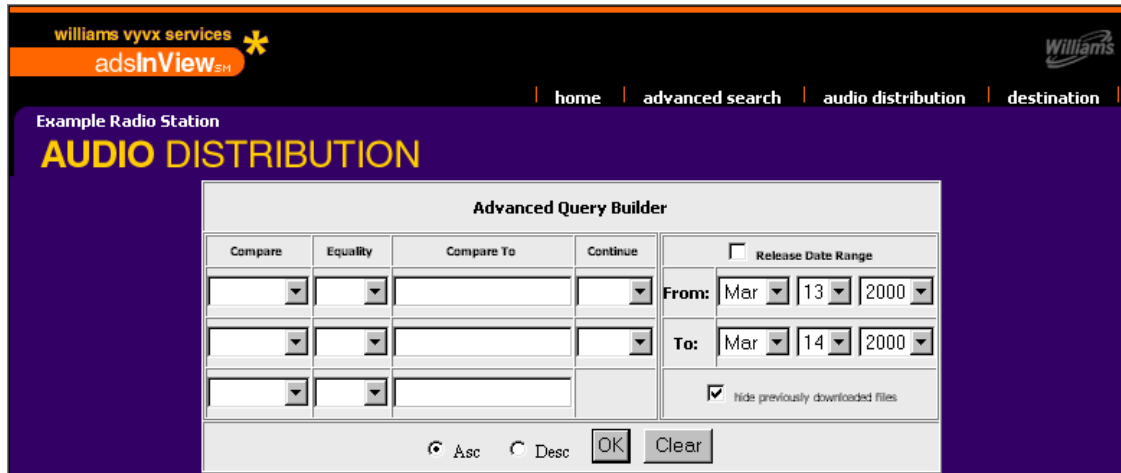 williams vyvx services
adsInView SM
Williams
home advanced search audio distribution destination
Example Radio Station
AUDIO DISTRIBUTION
Advanced Query Builder
Compare Equality Compare To Continue Release Date Range
From: Mar 13 2000
To: Mar 14 2000
hide previously downloaded files
Asc Desc OK Clear